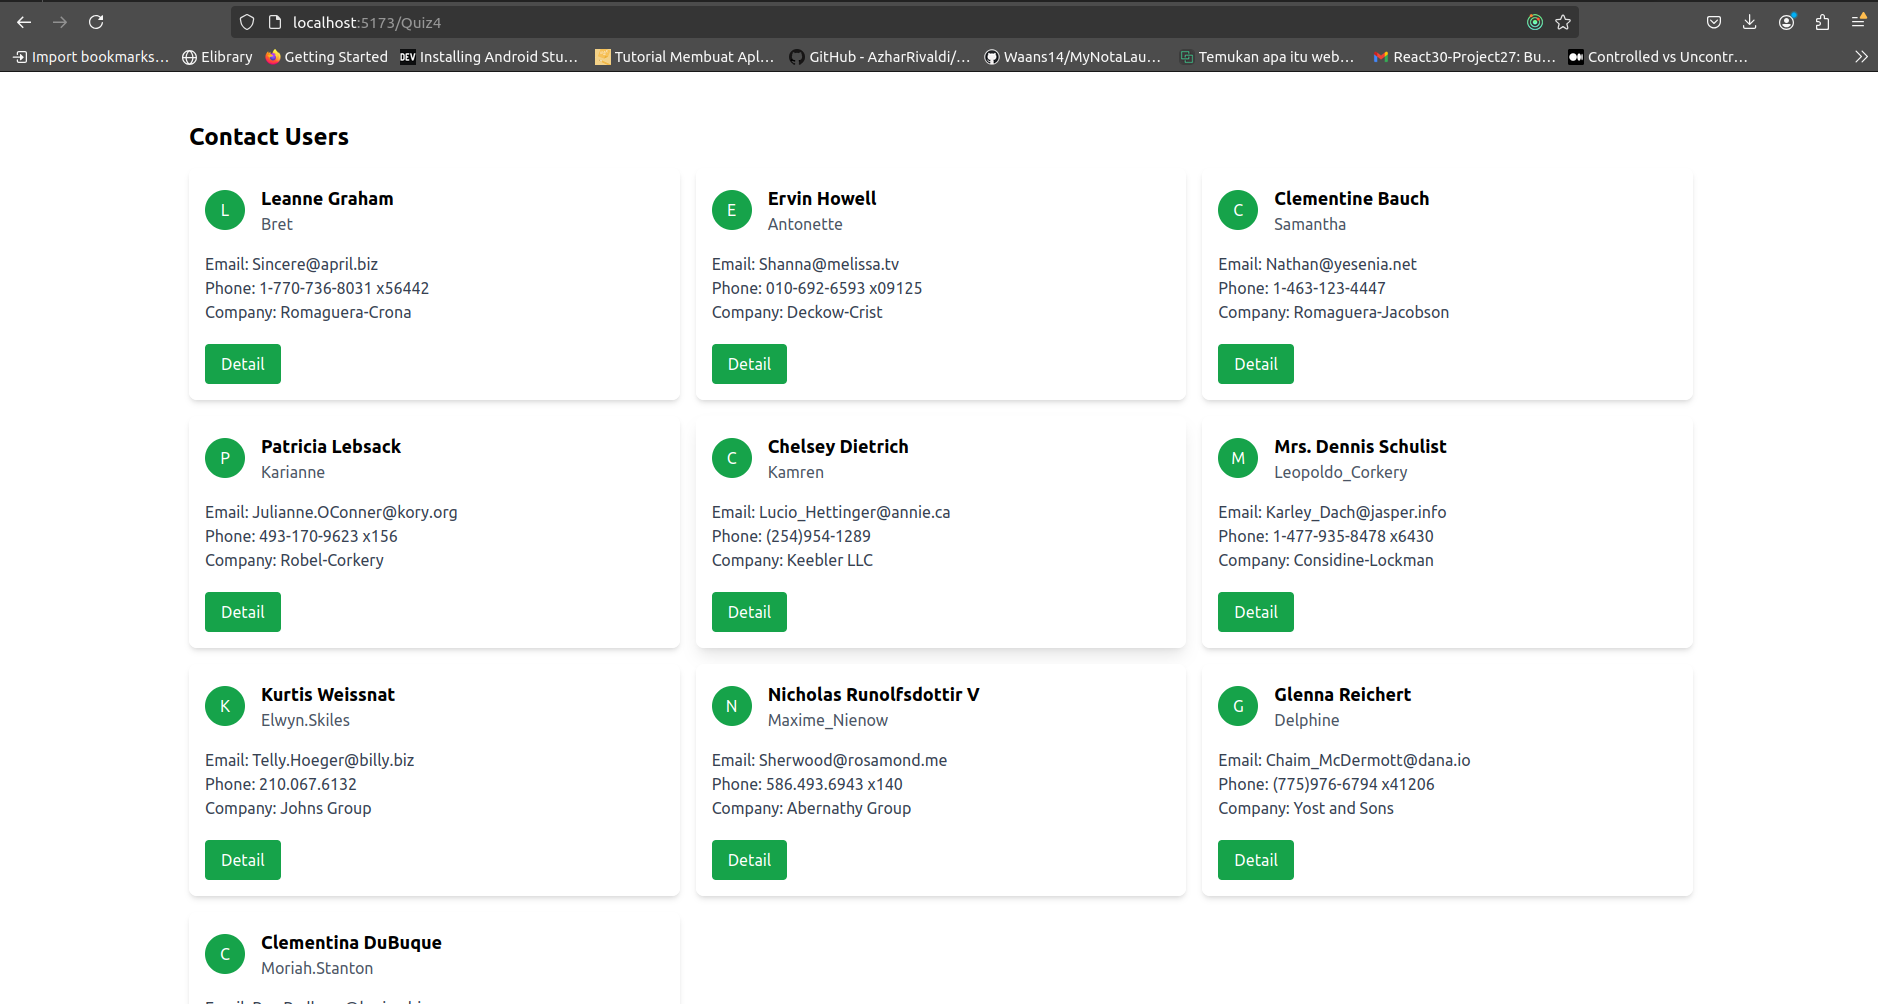 localhost:5173/Quiz4
Import bookmarks... Elibrary Getting Started DEV Installing Android Stu... Tutorial Membuat Apl... GitHub - AzharRivaldi/... Waans14/MyNotaLau... Temukan apa itu web... React30-Project27: Bu... Controlled vs Uncontr...
Contact Users
L Leanne Graham
Bret
Email: Sincere@april.biz
Phone: 1-770-736-8031 x56442
Company: Romaguera-Crona
Detail
E Ervin Howell
Antonette
Email: Shanna@melissa.tv
Phone: 010-692-6593 x09125
Company: Deckow-Crist
Detail
C Clementine Bauch
Samantha
Email: Nathan@yesenia.net
Phone: 1-463-123-4447
Company: Romaguera-Jacobson
Detail
P Patricia Lebsack
Karianne
Email: Julianne.OConner@kory.org
Phone: 493-170-9623 x156
Company: Robel-Corkery
Detail
C Chelsey Dietrich
Kamren
Email: Lucio_Hettinger@annie.ca
Phone: (254)954-1289
Company: Keebler LLC
Detail
M Mrs. Dennis Schulist
Leopoldo_Corkery
Email: Karley_Dach@jasper.info
Phone: 1-477-935-8478 x6430
Company: Considine-Lockman
Detail
K Kurtis Weissnat
Elwyn.Skiles
Email: Telly.Hoeger@billy.biz
Phone: 210.067.6132
Company: Johns Group
Detail
N Nicholas Runolfsdottir V
Maxime_Nienow
Email: Sherwood@rosamond.me
Phone: 586.493.6943 x140
Company: Abernathy Group
Detail
G Glenna Reichert
Delphine
Email: Chaim_McDermott@dana.io
Phone: (775)976-6794 x41206
Company: Yost and Sons
Detail
C Clementina DuBuque
Moriah.Stanton